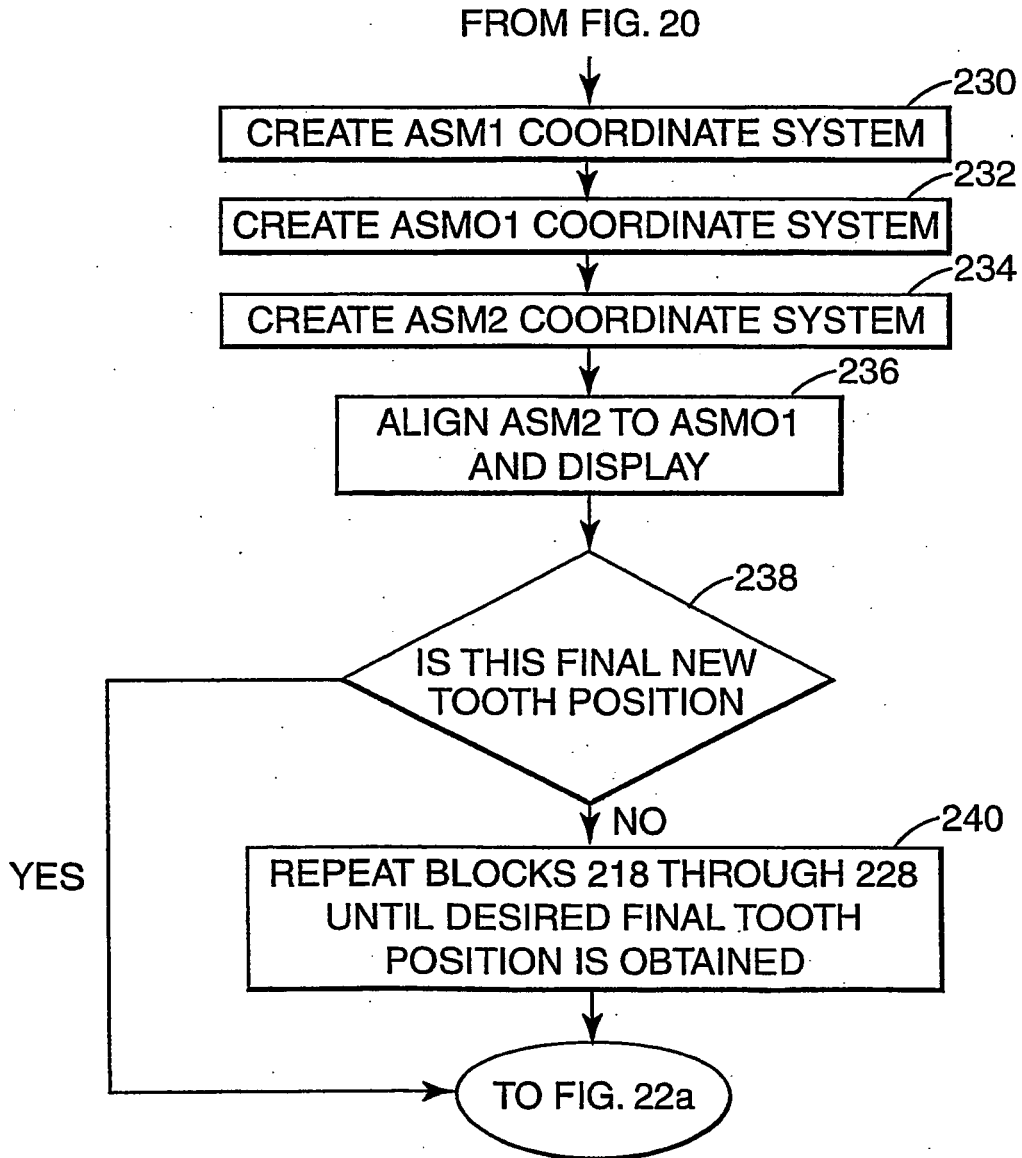 FROM FIG. 20
230
CREATE ASM1 COORDINATE SYSTEM
232
CREATE ASMO1 COORDINATE SYSTEM
234
CREATE ASM2 COORDINATE SYSTEM
236
ALIGN ASM2 TO ASMO1
AND DISPLAY
238
IS THIS FINAL NEW
TOOTH POSITION
NO
240
YES
REPEAT BLOCKS 218 THROUGH 228
UNTIL DESIRED FINAL TOOTH
POSITION IS OBTAINED
TO FIG. 22a